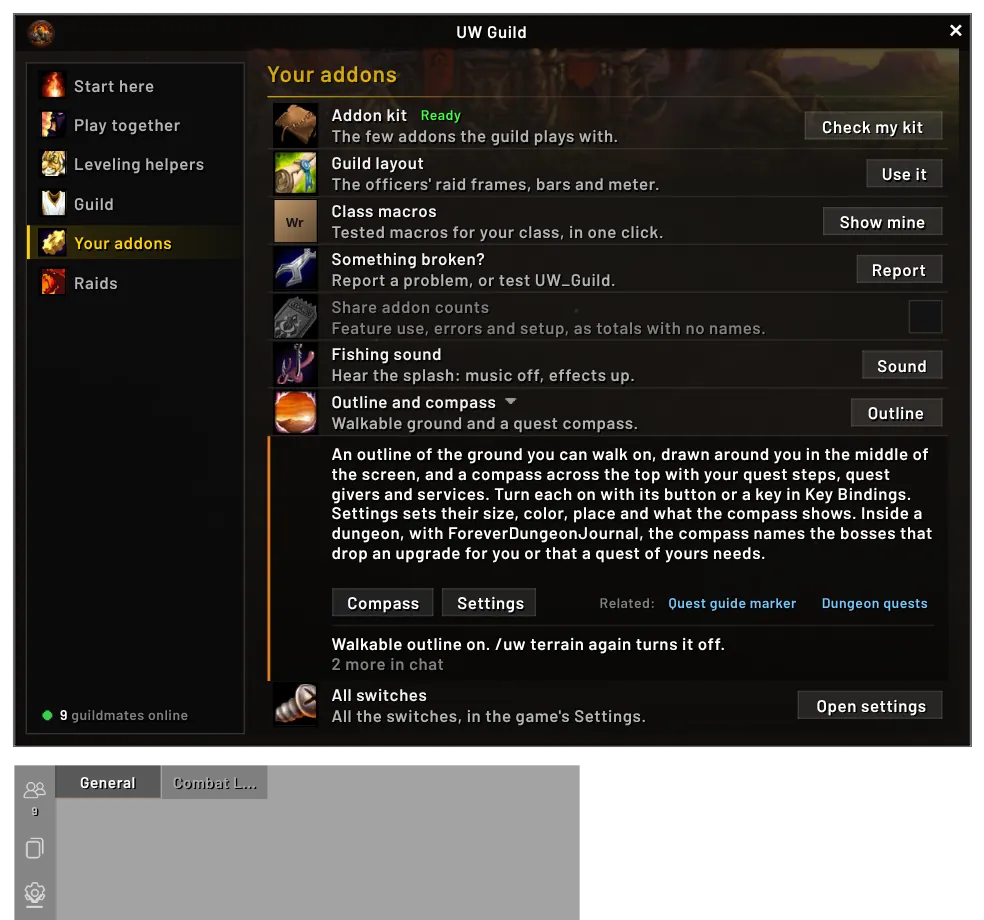 UW Guild
Start here
Play together
Leveling helpers
Guild
Your addons
Raids
9 guildmates online
Your addons
Addon kit Ready
The few addons the guild plays with.
Check my kit
Guild layout
The officers' raid frames, bars and meter.
Use it
Wr
Class macros
Tested macros for your class, in one click.
Show mine
Something broken?
Report a problem, or test UW_Guild.
Report
Share addon counts
Feature use, errors and setup, as totals with no names.
Fishing sound
Hear the splash: music off, effects up.
Sound
Outline and compass
Walkable ground and a quest compass.
Outline
An outline of the ground you can walk on, drawn around you in the middle of
the screen, and a compass across the top with your quest steps, quest
givers and services. Turn each on with its button or a key in Key Bindings.
Settings sets their size, color, place and what the compass shows. Inside a
dungeon, with ForeverDungeonJournal, the compass names the bosses that
drop an upgrade for you or that a quest of yours needs.
Compass Settings Related: Quest guide marker Dungeon quests
Walkable outline on. /uw terrain again turns it off.
2 more in chat
All switches
All the switches, in the game's Settings.
Open settings
General Combat L...
9